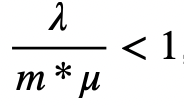 λ / (m * μ) < 1,